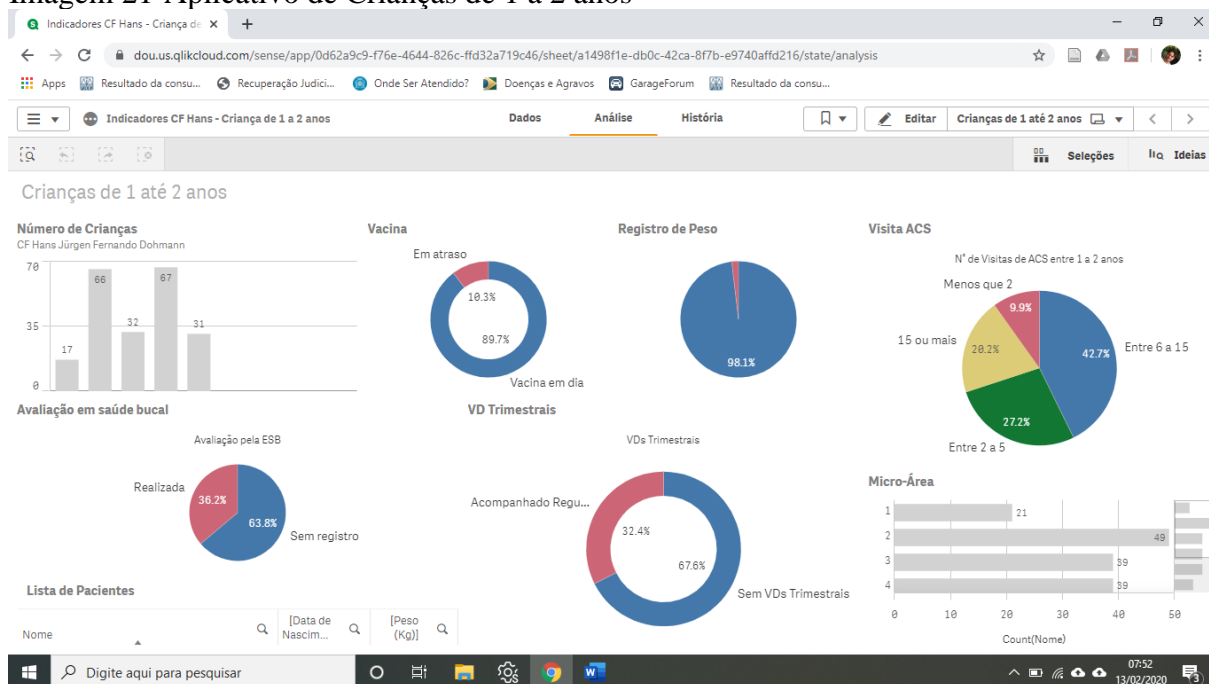 Imagem 21 Aplicativo de Crianças de 1 a 2 anos
Indicadores CF Hans - Criança de
dou.us.qlikcloud.com/sense/app/0d62a9c9-f76e-4644-826c-ffd32a719c46/sheet/a1498f1e-db0c-42ca-8f7b-e9740affd216/state/analysis
Apps Resultado da consu... Recuperação Judici... Onde Ser Atendido? Doenças e Agravos GarageForum Resultado da consu...
Indicadores CF Hans - Criança de 1 a 2 anos Dados Análise História Editar Crianças de 1 até 2 anos
Seleções Ideias
Crianças de 1 até 2 anos
Número de Crianças
CF Hans Jürgen Fernando Dohmann
70
35
0
17
66
32
67
31
Vacina
Em atraso
10.3%
89.7%
Vacina em dia
Registro de Peso
98.1%
Visita ACS
N° de Visitas de ACS entre 1 a 2 anos
Menos que 2
9.9%
15 ou mais
20.2%
42.7%
Entre 6 a 15
27.2%
Entre 2 a 5
Avaliação em saúde bucal
Avaliação pela ESB
Realizada
36.2%
63.8%
Sem registro
VD Trimestrais
VDs Trimestrais
Acompanhado Regu...
32.4%
67.6%
Sem VDs Trimestrais
Micro-Área
1 21
2 49
3 39
4 39
0 10 20 30 40 50
Count(Nome)
Lista de Pacientes
Nome
[Data de
Nascim...
[Peso
(Kg)]
Digite aqui para pesquisar
07:52
13/02/2020
3